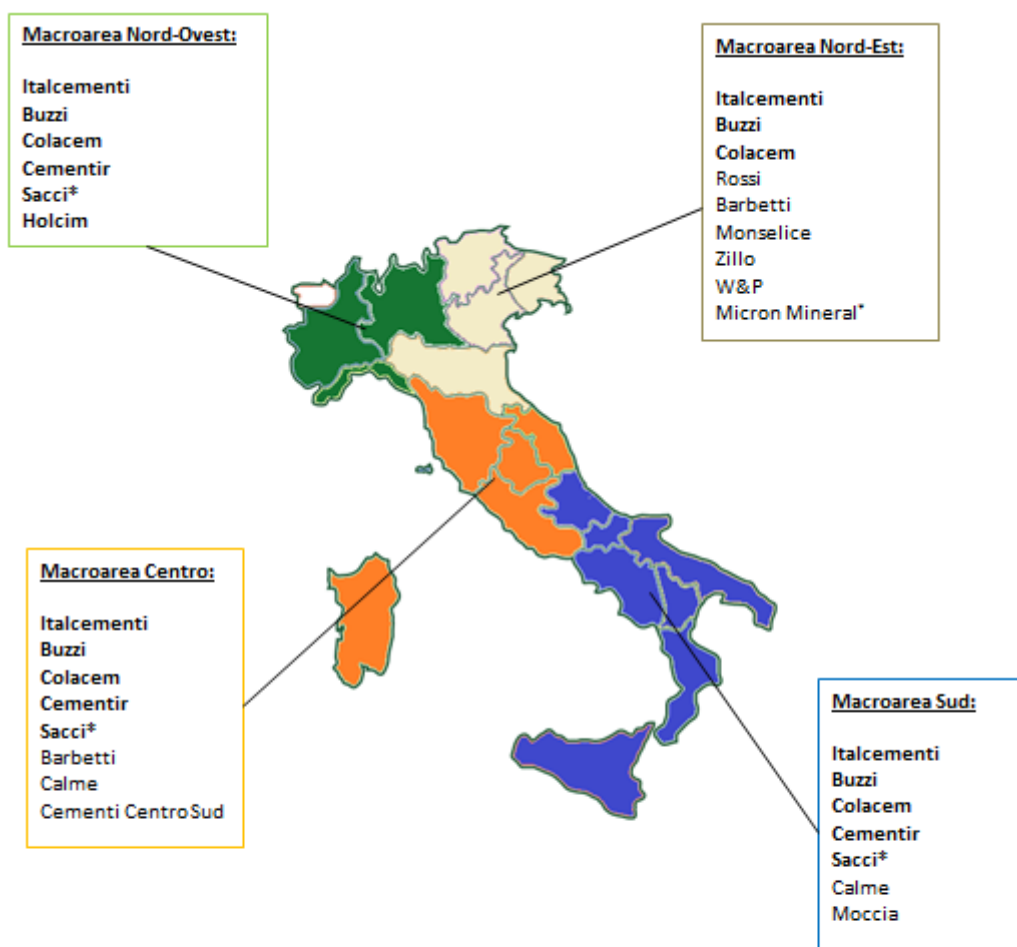 Macroarea Nord-Ovest:
Italcementi
Buzzi
Colacem
Cementir
Sacci*
Holcim
Macroarea Nord-Est:
Italcementi
Buzzi
Colacem
Rossi
Barbetti
Monselice
Zillo
W&P
Micron Mineral*
Macroarea Centro:
Italcementi
Buzzi
Colacem
Cementir
Sacci*
Barbetti
Calme
Cementi Centro Sud
Macroarea Sud:
Italcementi
Buzzi
Colacem
Cementir
Sacci*
Calme
Moccia